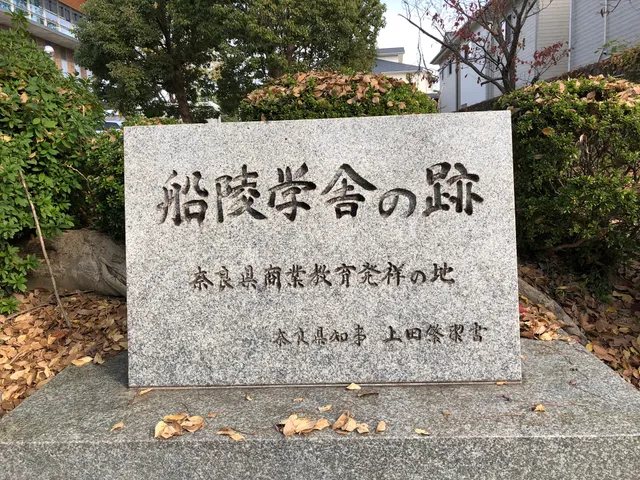 船陵学舎の跡
奈良県商業教育発祥の地
奈良県知事 上田繁潔書